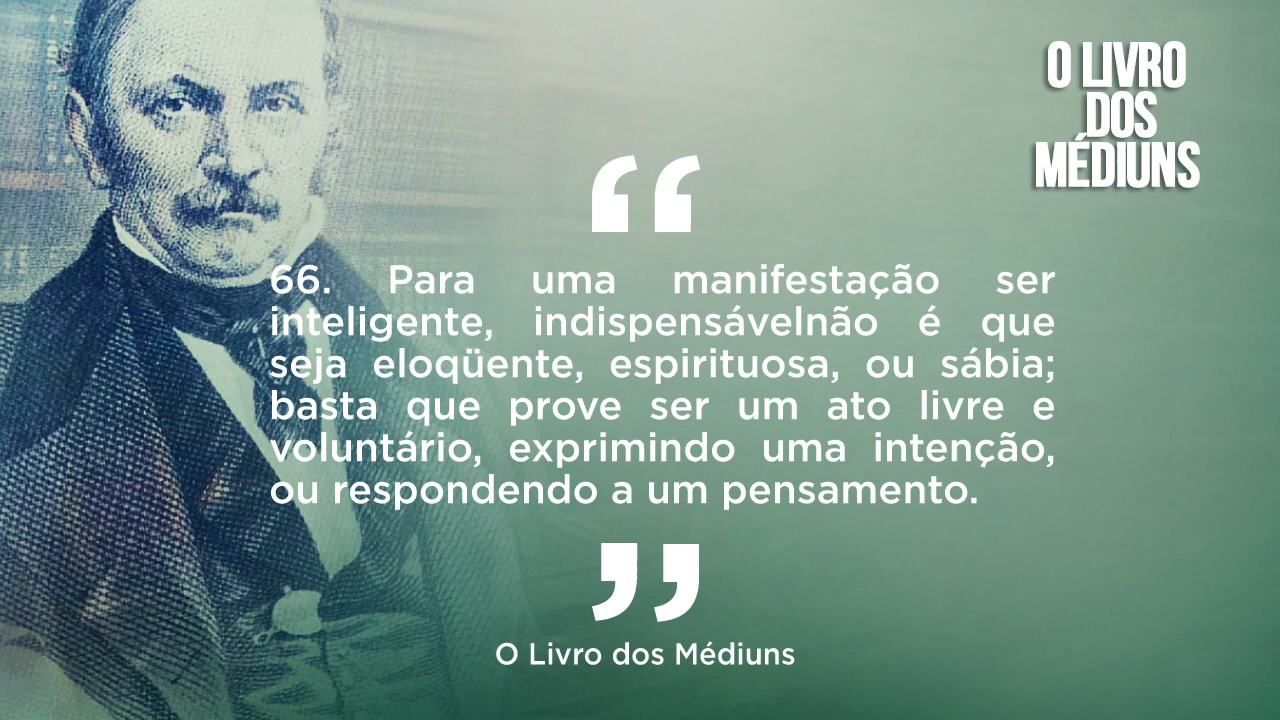 O LIVRO
DOS
MÉDIUNS
“
66. Para uma manifestação ser
inteligente, indispensávelnão é que
seja eloqüente, espirituosa, ou sábia;
basta que prove ser um ato livre e
voluntário, exprimindo uma intenção,
ou respondendo a um pensamento.
”
O Livro dos Médiuns